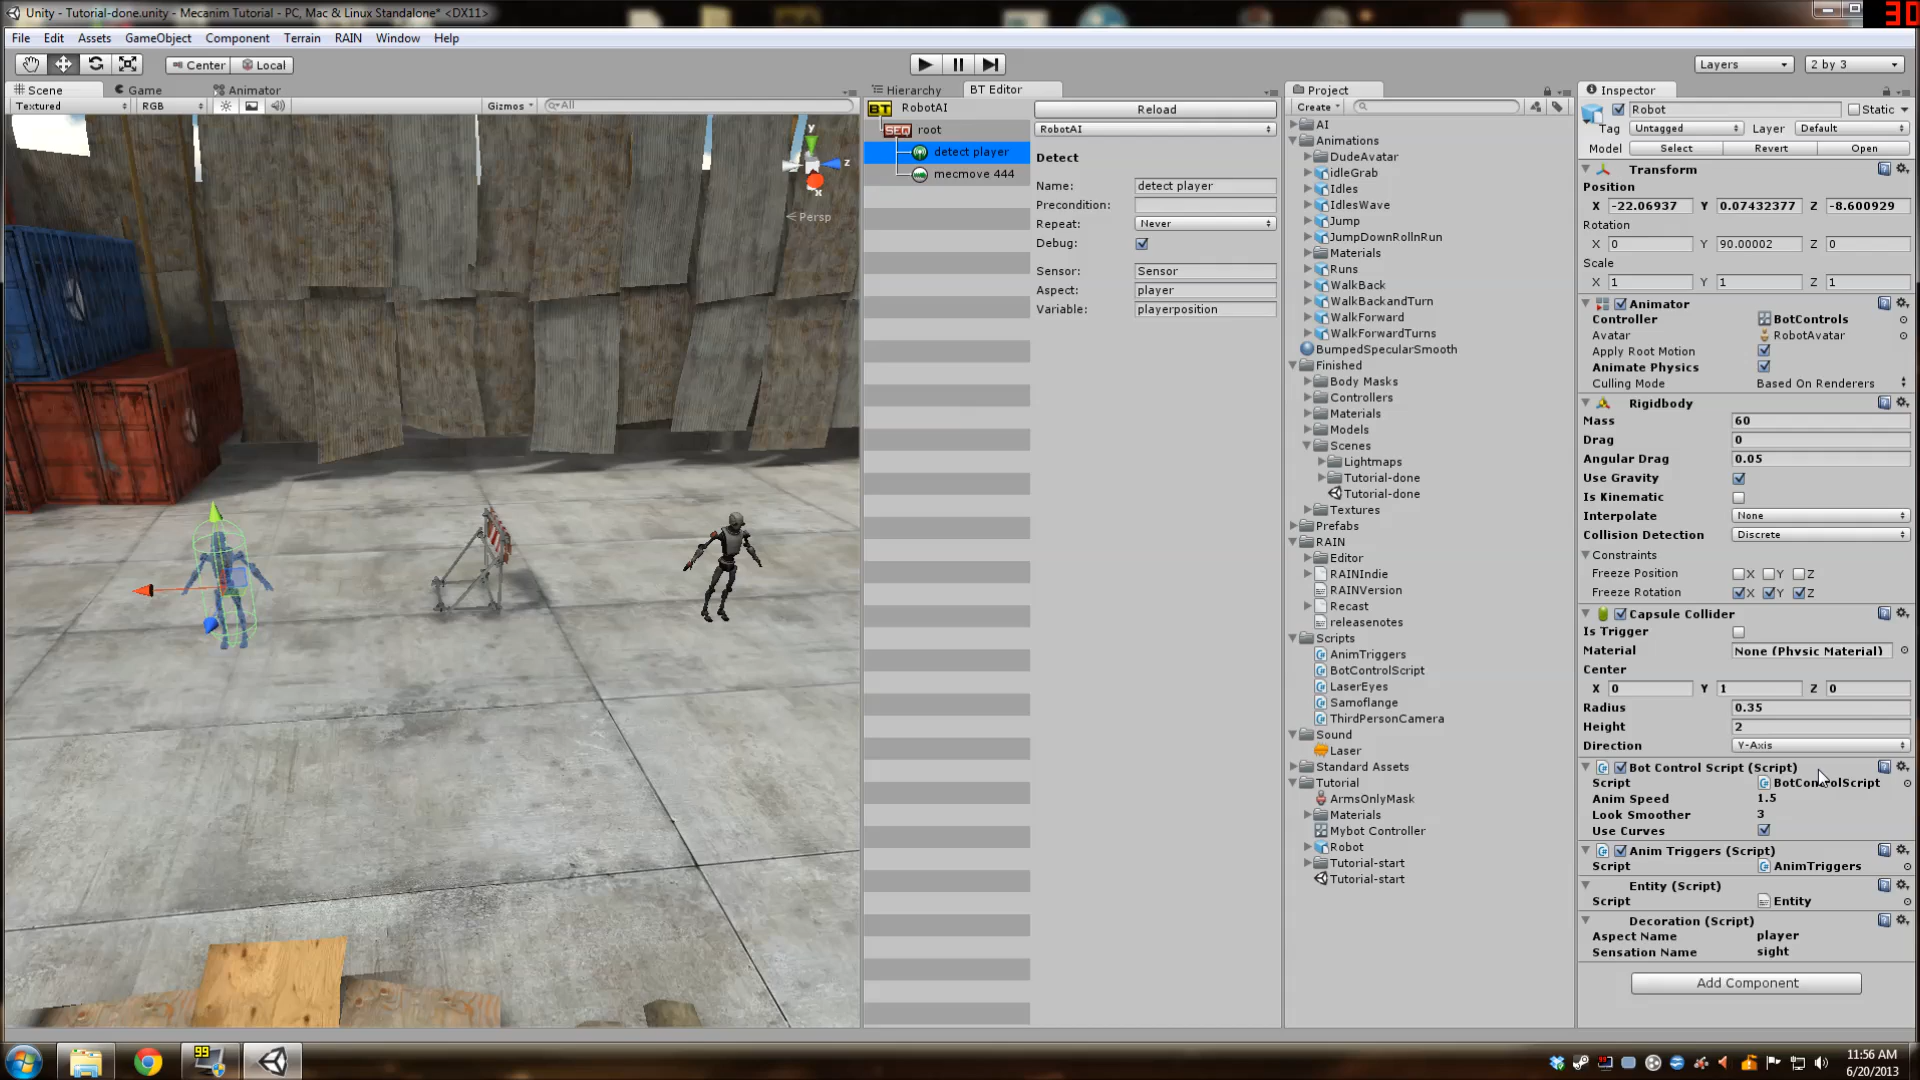 Unity - Tutorial-done.unity - Mecanim Tutorial - PC, Mac & Linux Standalone* <DX11>
30
File Edit Assets GameObject Component Terrain RAIN Window Help
Center Local
Layers 2 by 3
Scene Game Animator
Textured RGB Gizmos All
y
z
x
Persp
Hierarchy BT Editor
BT RobotAI
SEQ root
detect player
mecmove 444
Reload
RobotAI
Detect
Name: detect player
Precondition:
Repeat: Never
Debug:
Sensor: Sensor
Aspect: player
Variable: playerposition
Project
Create
AI
Animations
DudeAvatar
idleGrab
Idles
IdlesWave
Jump
JumpDownRollnRun
Materials
Runs
WalkBack
WalkBackandTurn
WalkForward
WalkForwardTurns
BumpedSpecularSmooth
Finished
Body Masks
Controllers
Materials
Models
Scenes
Lightmaps
Tutorial-done
Tutorial-done
Textures
Prefabs
RAIN
Editor
RAINIndie
RAINVersion
Recast
releasenotes
Scripts
AnimTriggers
BotControlScript
LaserEyes
Samoflange
ThirdPersonCamera
Sound
Laser
Standard Assets
Tutorial
ArmsOnlyMask
Materials
Mybot Controller
Robot
Tutorial-start
Tutorial-start
Inspector
Robot Static
Tag Untagged Layer Default
Model Select Revert Open
Transform
Position
X -22.06937 Y 0.07432377 Z -8.600929
Rotation
X 0 Y 90.00002 Z 0
Scale
X 1 Y 1 Z 1
Animator
Controller BotControls
Avatar RobotAvatar
Apply Root Motion
Animate Physics
Culling Mode Based On Renderers
Rigidbody
Mass 60
Drag 0
Angular Drag 0.05
Use Gravity
Is Kinematic
Interpolate None
Collision Detection Discrete
Constraints
Freeze Position X Y Z
Freeze Rotation X Y Z
Capsule Collider
Is Trigger
Material None (Physic Material)
Center
X 0 Y 1 Z 0
Radius 0.35
Height 2
Direction Y-Axis
Bot Control Script (Script)
Script BotControlScript
Anim Speed 1.5
Look Smoother 3
Use Curves
Anim Triggers (Script)
Script AnimTriggers
Entity (Script)
Script Entity
Decoration (Script)
Aspect Name player
Sensation Name sight
Add Component
99
11:56 AM
6/20/2013